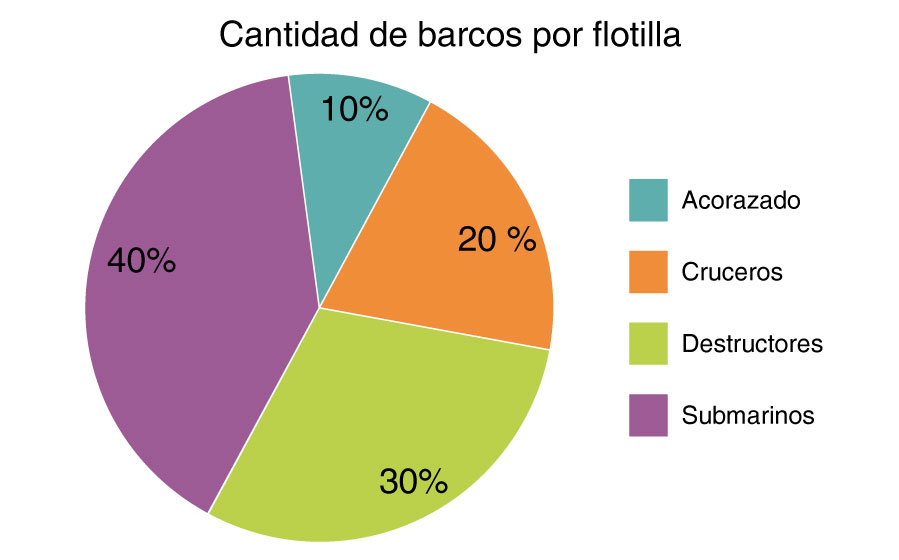 Cantidad de barcos por flotilla
10%
20 %
40%
30%
Acorazado
Cruceros
Destructores
Submarinos